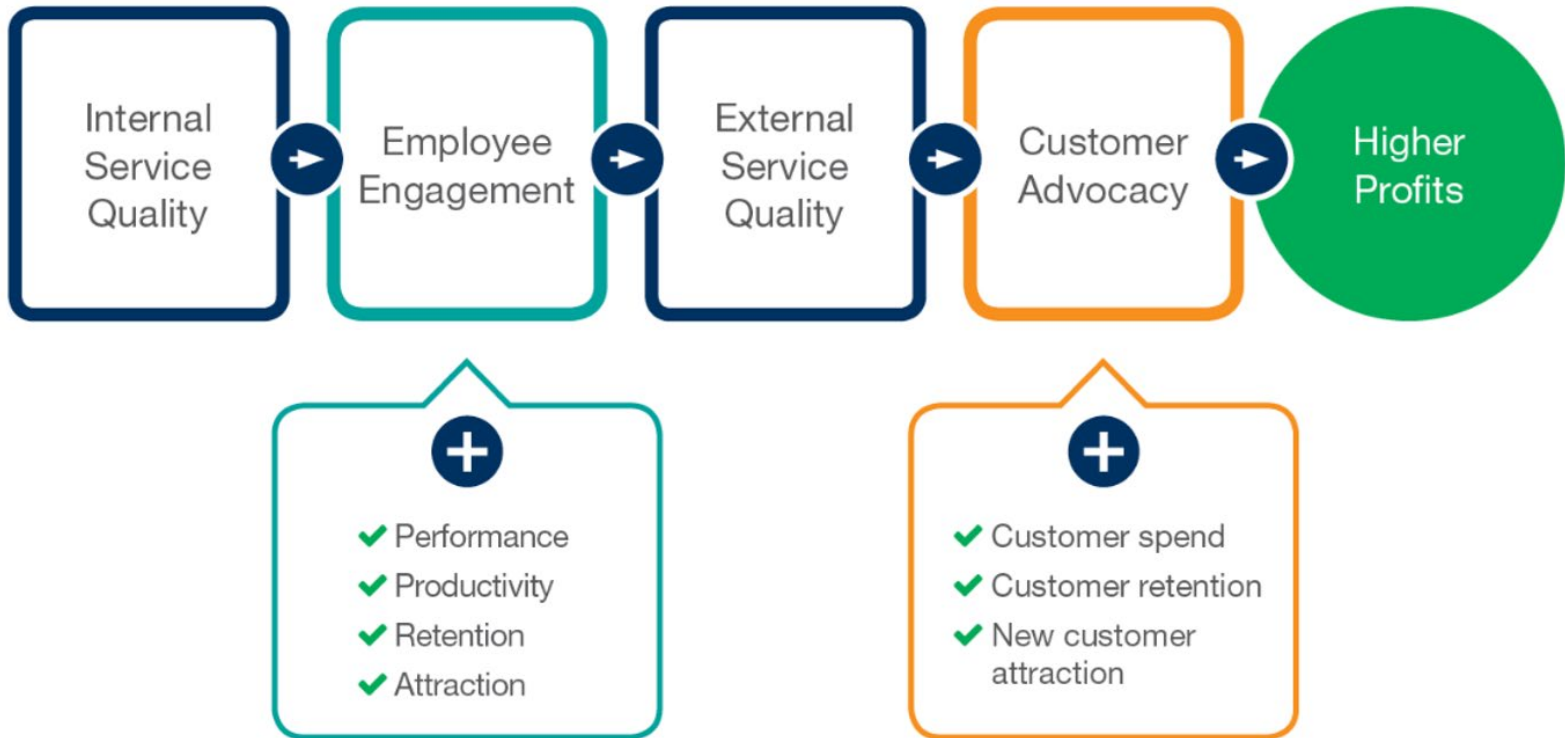 Internal
Service
Quality
Employee
Engagement
External
Service
Quality
Customer
Advocacy
Higher
Profits
Performance
Productivity
Retention
Attraction
Customer spend
Customer retention
New customer
attraction